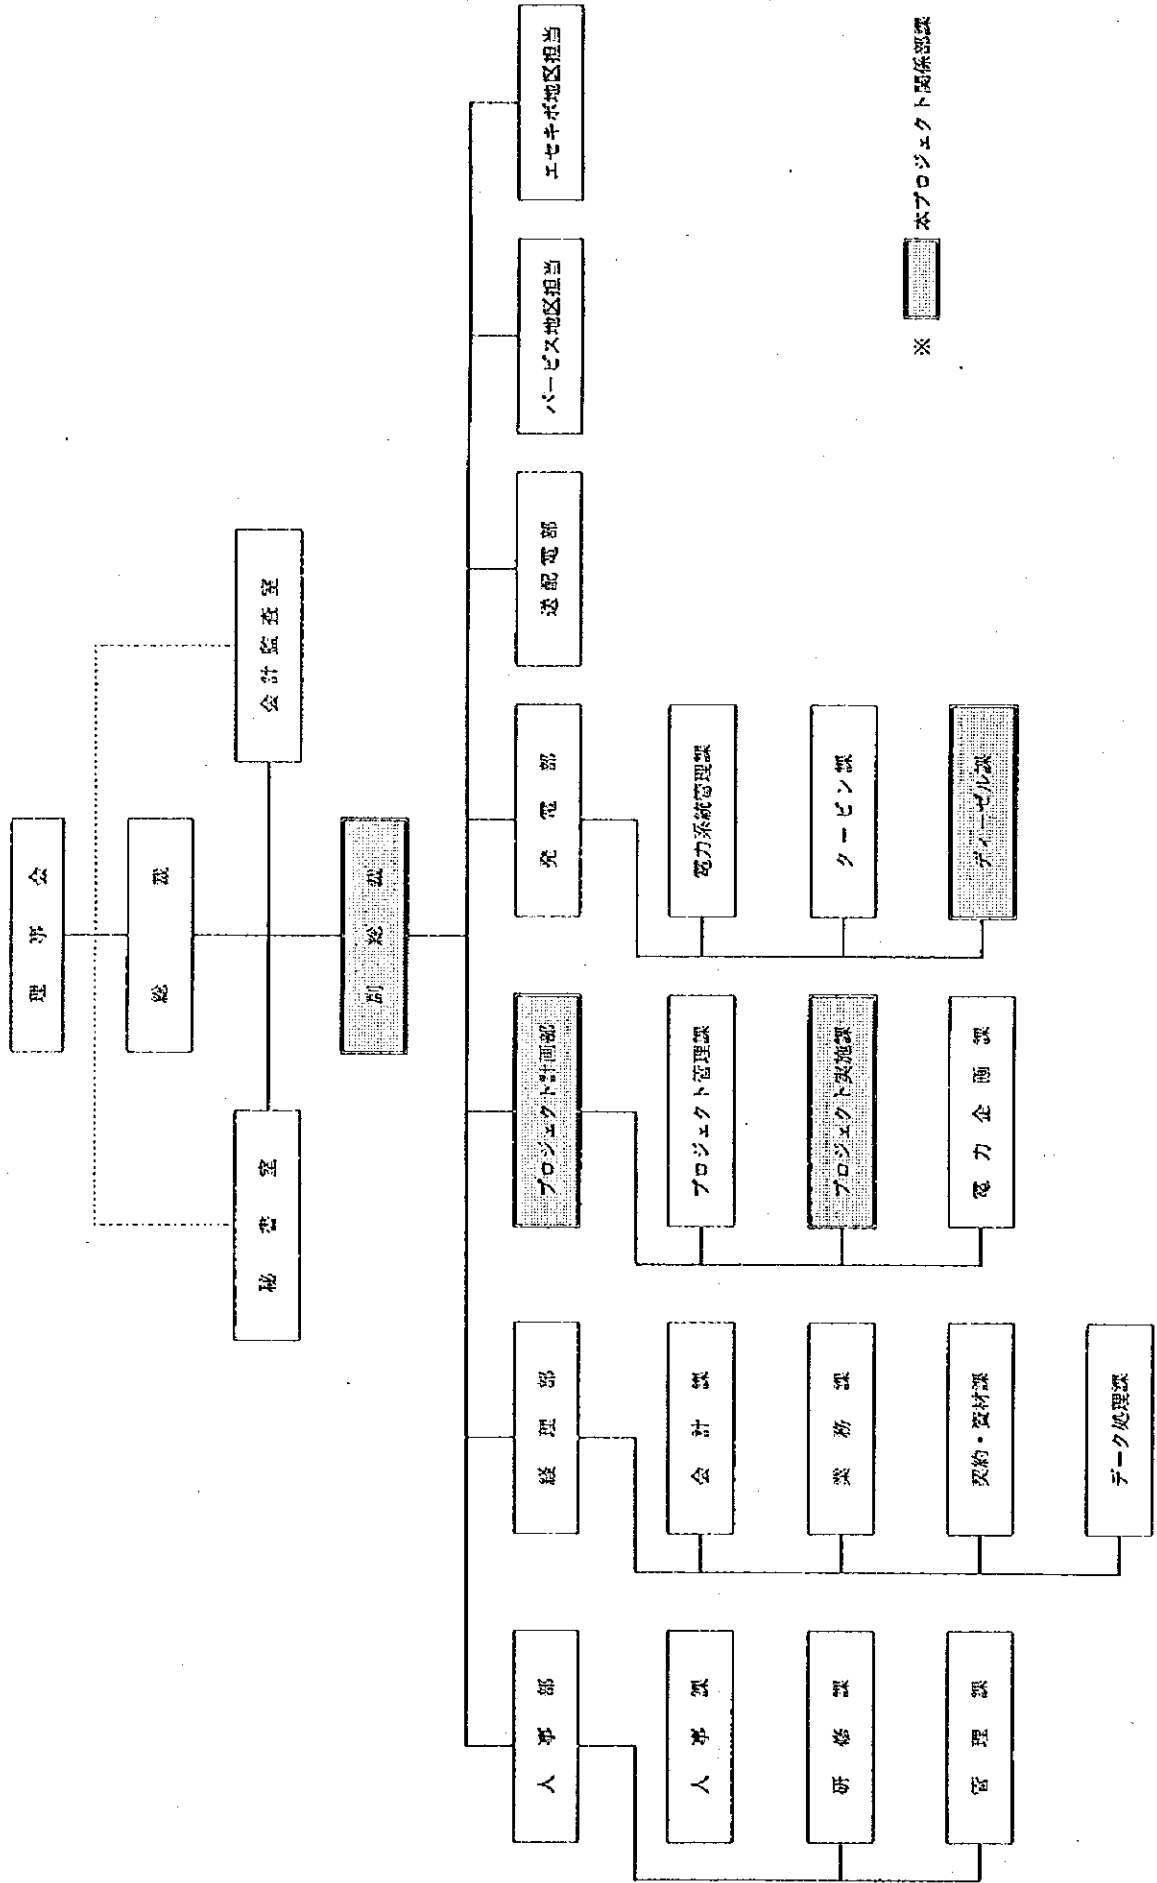 理事会
総裁
秘書室
会計監査室
副総裁
人事部
経理部
プロジェクト計画部
発電部
送配電部
バービス地区担当
エセキボ地区担当
人事課
会計課
プロジェクト管理課
電力系統管理課
研修課
業務課
プロジェクト実施課
タービン課
管理課
契約・資材課
電力企画課
ディーゼル課
データ処理課
※ 本プロジェクト関係部課